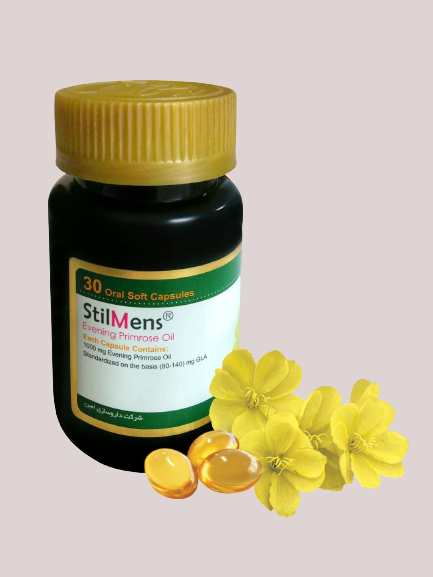 30 Oral Soft Capsules
StilMens®
Evening Primrose Oil
Each Capsule Contains:
1000 mg Evening Primrose Oil
Standardized on the basis (80-140) mg GLA
شرکت داروسازی امین